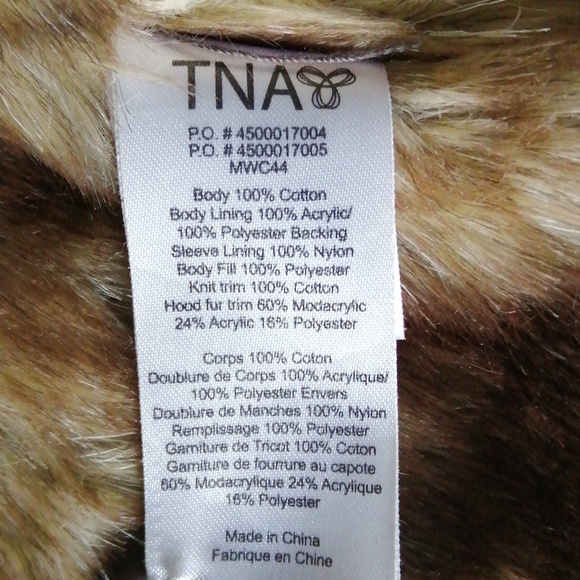 TNA
P.O. # 4500017004
P.O. # 4500017005
MWC44
Body 100% Cotton
Body Lining 100% Acrylic/
100% Polyester Backing
Sleeve Lining 100% Nylon
Body Fill 100% Polyester
Knit trim 100% Cotton
Hood fur trim 60% Modacrylic
24% Acrylic 16% Polyester
Corps 100% Coton
Doublure de Corps 100% Acrylique/
100% Polyester Envers
Doublure de Manches 100% Nylon
Remplissage 100% Polyester
Garniture de Tricot 100% Coton
Garniture de fourrure au capote
60% Modacrylique 24% Acrylique
16% Polyester
Made in China
Fabrique en Chine